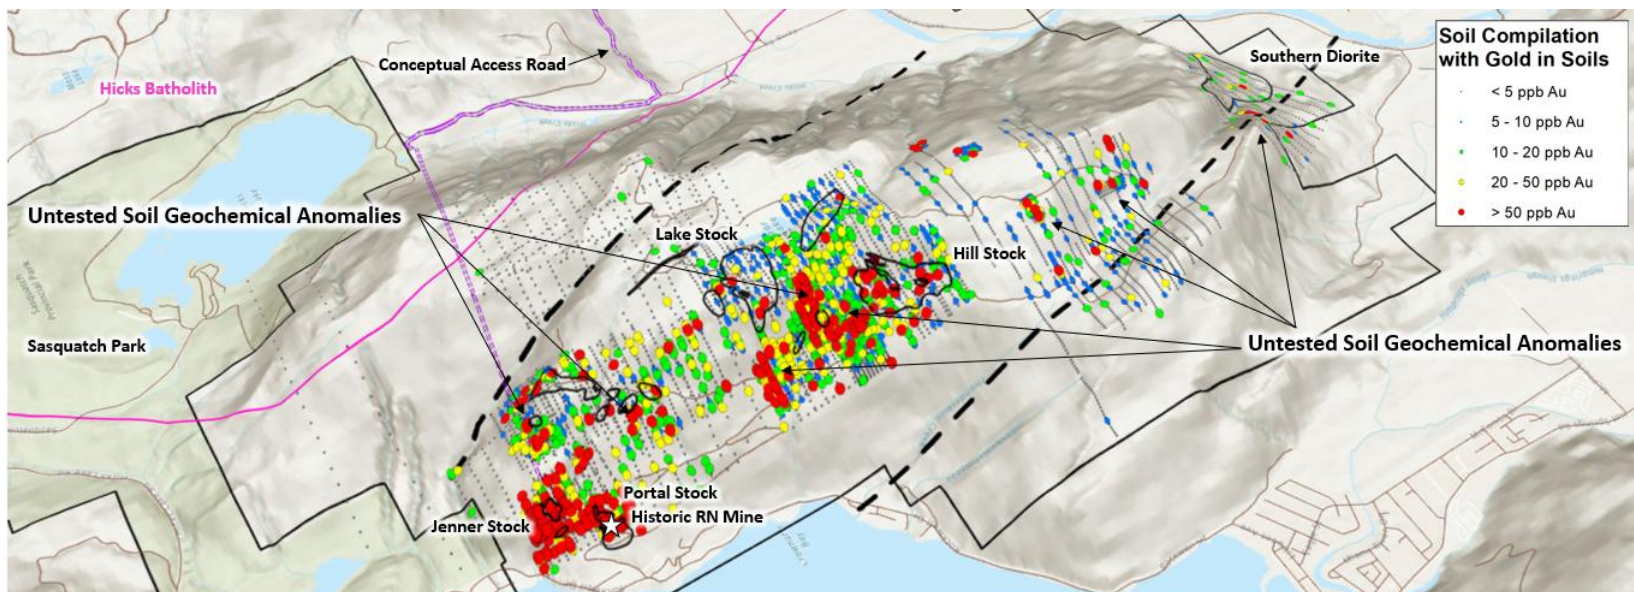 Soil Compilation
with Gold in Soils
< 5 ppb Au
5 - 10 ppb Au
10 - 20 ppb Au
20 - 50 ppb Au
> 50 ppb Au
Southern Diorite
Conceptual Access Road
Hicks Batholith
Untested Soil Geochemical Anomalies
Lake Stock
Hill Stock
Sasquatch Park
Untested Soil Geochemical Anomalies
Portal Stock
Historic RN Mine
Jenner Stock